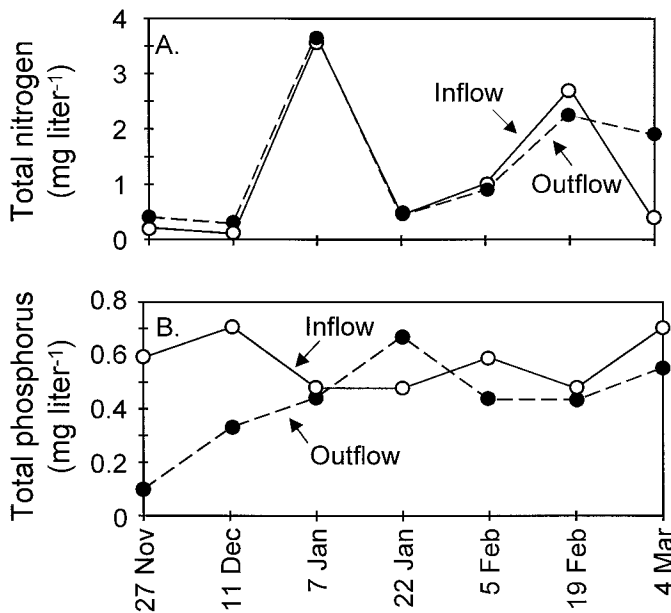 Total nitrogen
(mg liter-1)
4
3
2
1
0
A.
Inflow
Outflow
Total phosphorus
(mg liter-1)
0.8
0.6
0.4
0.2
0
B.
Inflow
Outflow
27 Nov
11 Dec
7 Jan
22 Jan
5 Feb
19 Feb
4 Mar